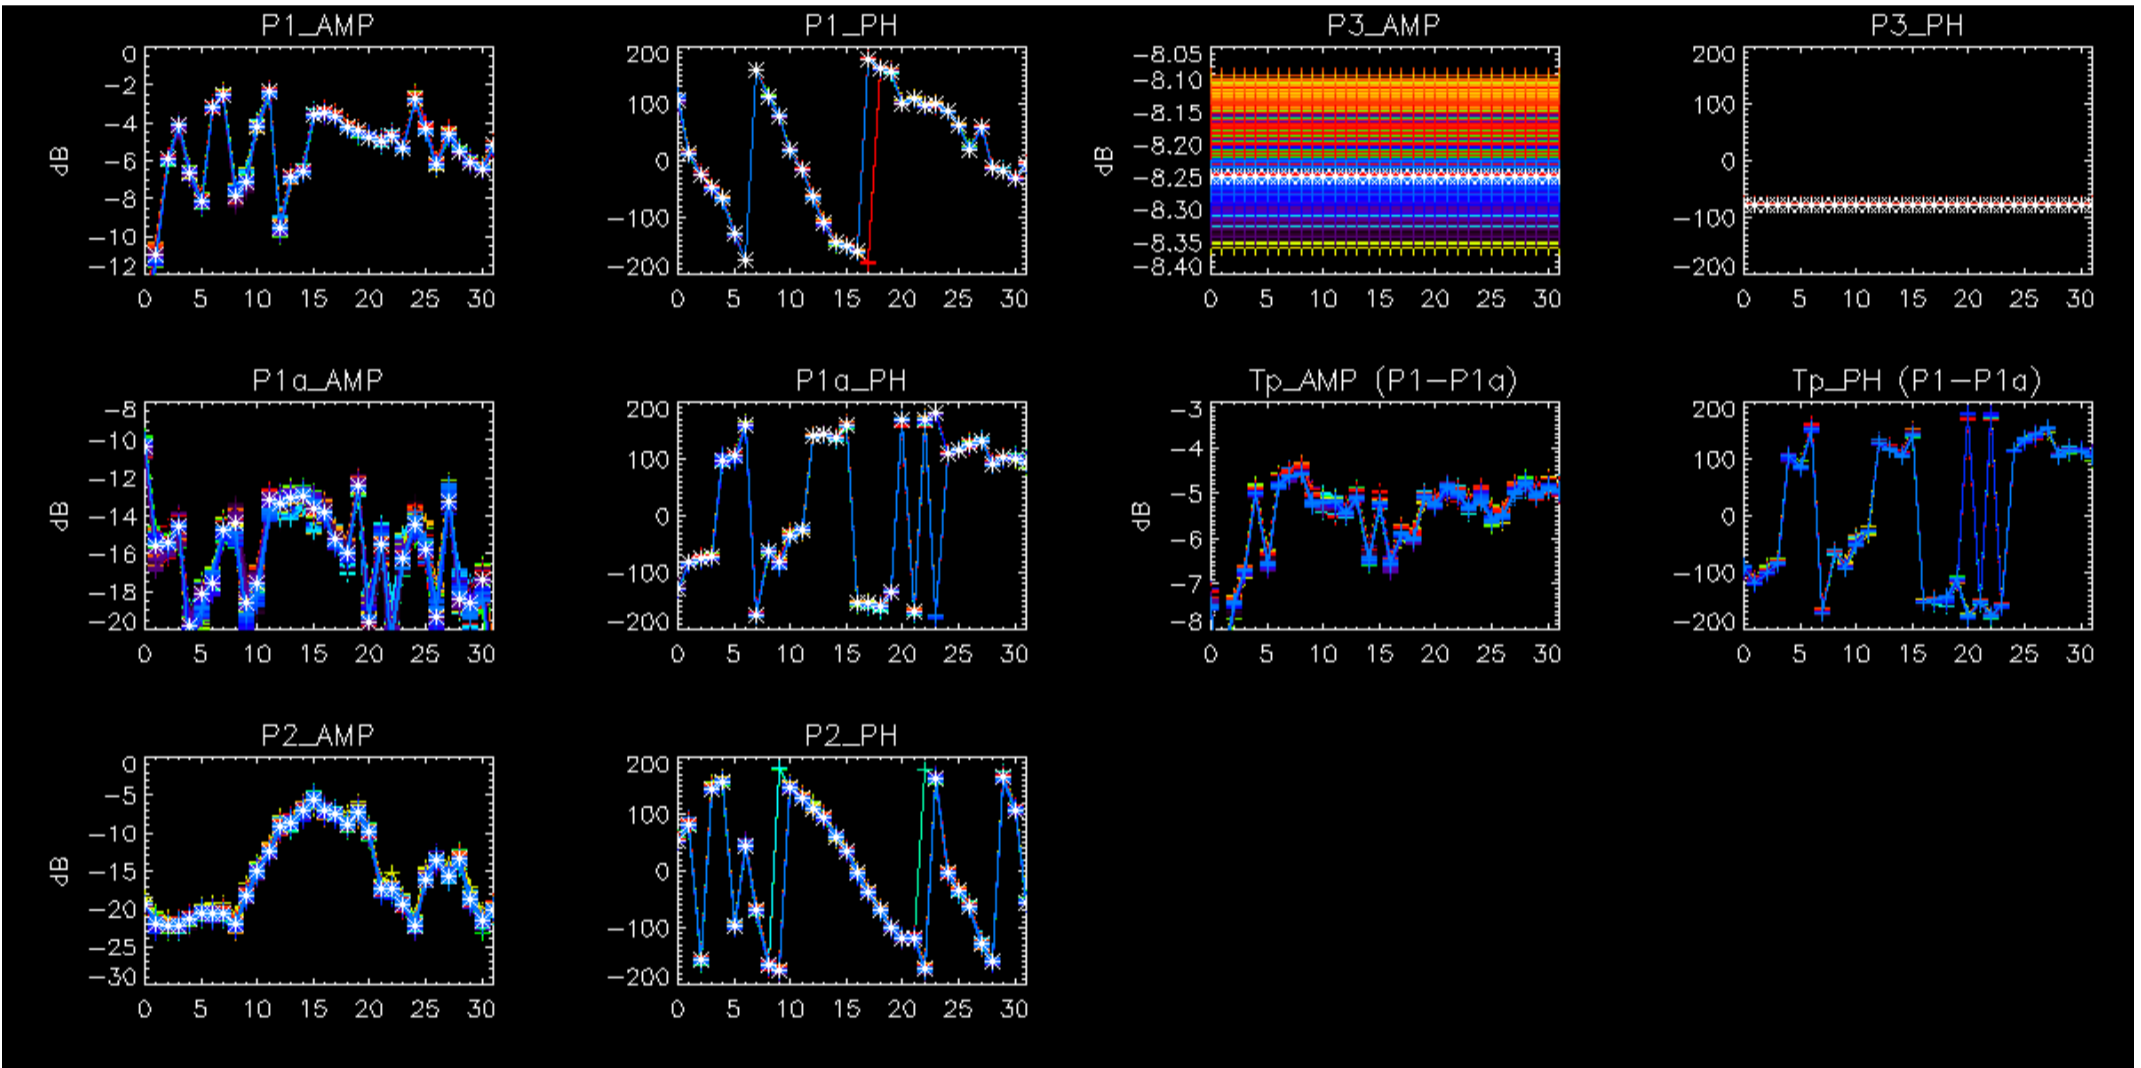 P1_AMP
0
-2
-4
-6
-8
-10
-12
dB
0 5 10 15 20 25 30
P1_PH
200
100
0
-100
-200
0 5 10 15 20 25 30
P3_AMP
-8.05
-8.10
-8.15
-8.20
-8.25
-8.30
-8.35
-8.40
dB
0 5 10 15 20 25 30
P3_PH
200
100
0
-100
-200
0 5 10 15 20 25 30
P1a_AMP
-8
-10
-12
-14
-16
-18
-20
dB
0 5 10 15 20 25 30
P1a_PH
200
100
0
-100
-200
0 5 10 15 20 25 30
Tp_AMP (P1-P1a)
-3
-4
-5
-6
-7
-8
dB
0 5 10 15 20 25 30
Tp_PH (P1-P1a)
200
100
0
-100
-200
0 5 10 15 20 25 30
P2_AMP
0
-5
-10
-15
-20
-25
-30
dB
0 5 10 15 20 25 30
P2_PH
200
100
0
-100
-200
0 5 10 15 20 25 30